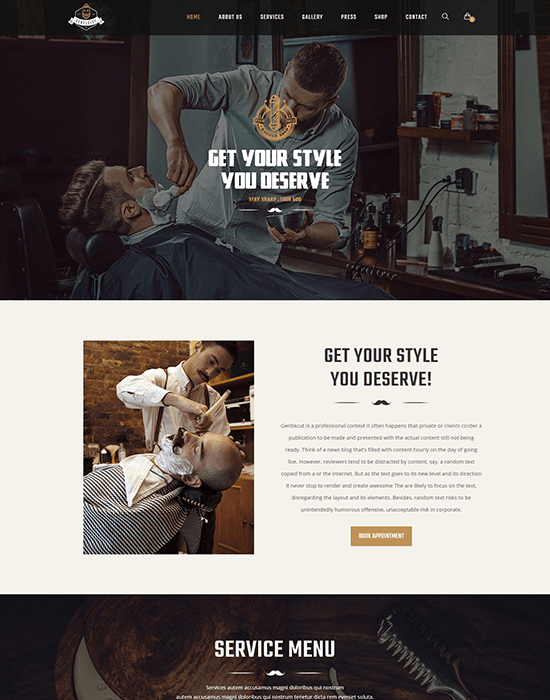 HOME ABOUT US SERVICES GALLERY PRESS SHOP CONTACT
GET YOUR STYLE
YOU DESERVE
GET YOUR STYLE
YOU DESERVE!
Gentlecut is a professional context it often happens that private or clients corder a
publication to be made and presented with the actual content still not being
ready. Think of a news blog that's filled with content hourly on the day of going
live. However, reviewers tend to be distracted by content, say, a random text
copied from a or the internet. But as the text goes to its new level and its direction
it never stop to render and create awesome The are likely to focus on the text,
disregarding the layout and its elements. Besides, random text risks to be
unintendedly humorous offensive, unacceptable risk in corporate.
BOOK APPOINTMENT
SERVICE MENU
Services autem accusamus magni doloribus qui nostrum
autem accusamus magni doloribus qui nostrum tenetur dicta rem eveniet soluta.